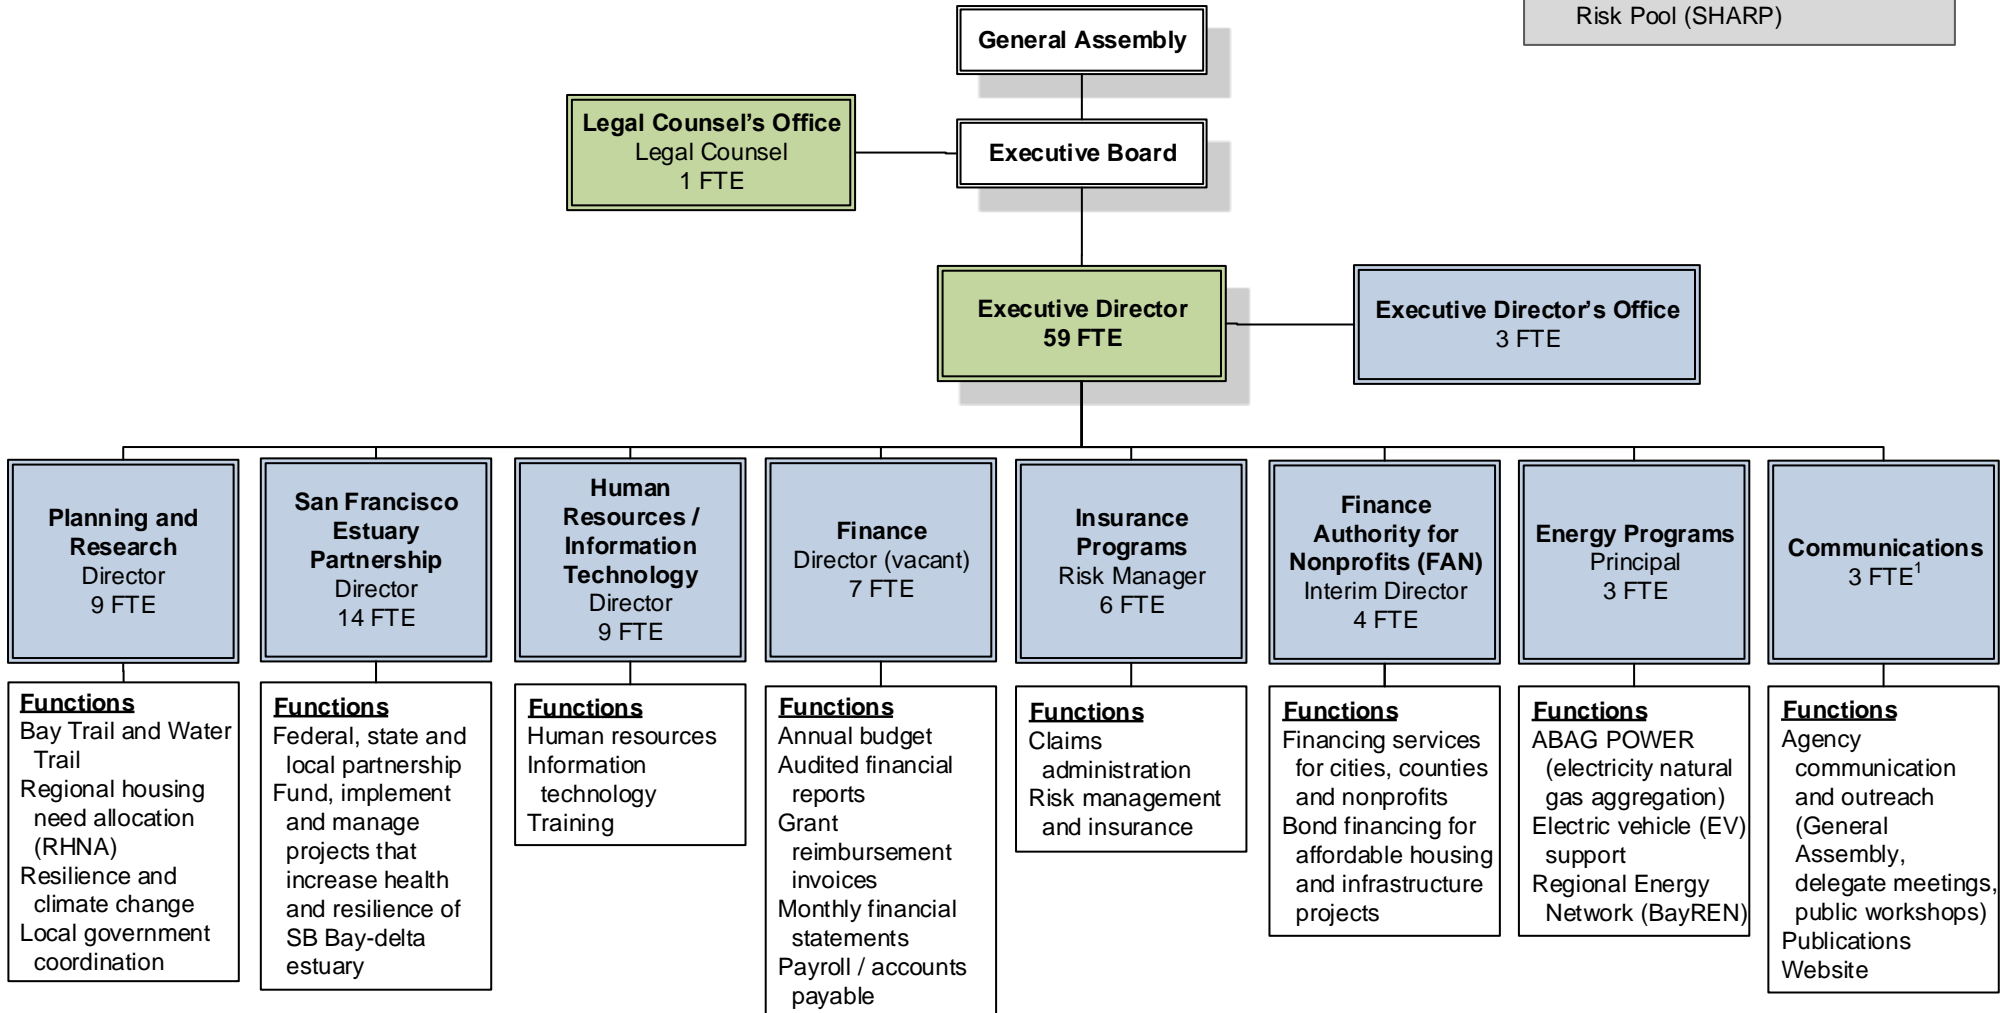 Risk Pool (SHARP)
General Assembly
Legal Counsel’s Office
Legal Counsel
1 FTE
Executive Board
Executive Director
59 FTE
Executive Director’s Office
3 FTE
Planning and
Research
Director
9 FTE
San Francisco
Estuary
Partnership
Director
14 FTE
Human
Resources /
Information
Technology
Director
9 FTE
Finance
Director (vacant)
7 FTE
Insurance
Programs
Risk Manager
6 FTE
Finance
Authority for
Nonprofits (FAN)
Interim Director
4 FTE
Energy Programs
Principal
3 FTE
Communications
3 FTE¹
Functions
Bay Trail and Water
Trail
Regional housing
need allocation
(RHNA)
Resilience and
climate change
Local government
coordination
Functions
Federal, state and
local partnership
Fund, implement
and manage
projects that
increase health
and resilience of
SB Bay-delta
estuary
Functions
Human resources
Information
technology
Training
Functions
Annual budget
Audited financial
reports
Grant
reimbursement
invoices
Monthly financial
statements
Payroll / accounts
payable
Functions
Claims
administration
Risk management
and insurance
Functions
Financing services
for cities, counties
and nonprofits
Bond financing for
affordable housing
and infrastructure
projects
Functions
ABAG POWER
(electricity natural
gas aggregation)
Electric vehicle (EV)
support
Regional Energy
Network (BayREN)
Functions
Agency
communication
and outreach
(General
Assembly,
delegate meetings,
public workshops)
Publications
Website